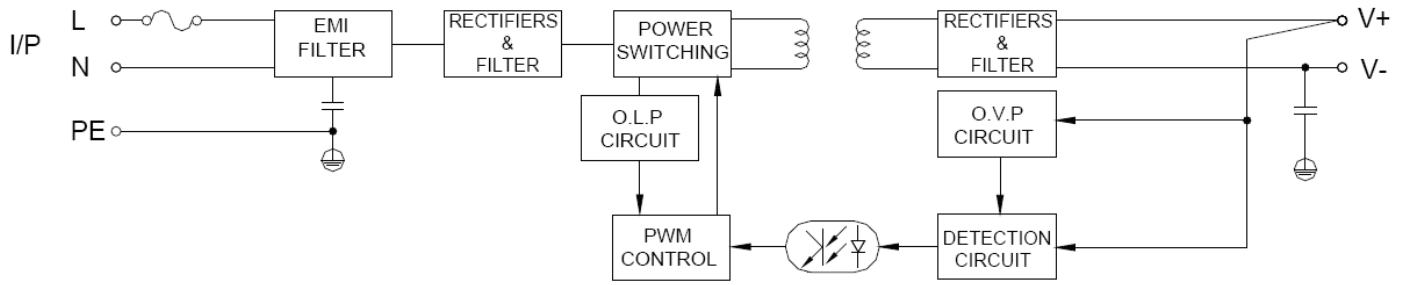 I/P
L
N
PE
EMI
FILTER
RECTIFIERS
&
FILTER
POWER
SWITCHING
RECTIFIERS
&
FILTER
V+
V-
O.L.P
CIRCUIT
O.V.P
CIRCUIT
PWM
CONTROL
DETECTION
CIRCUIT